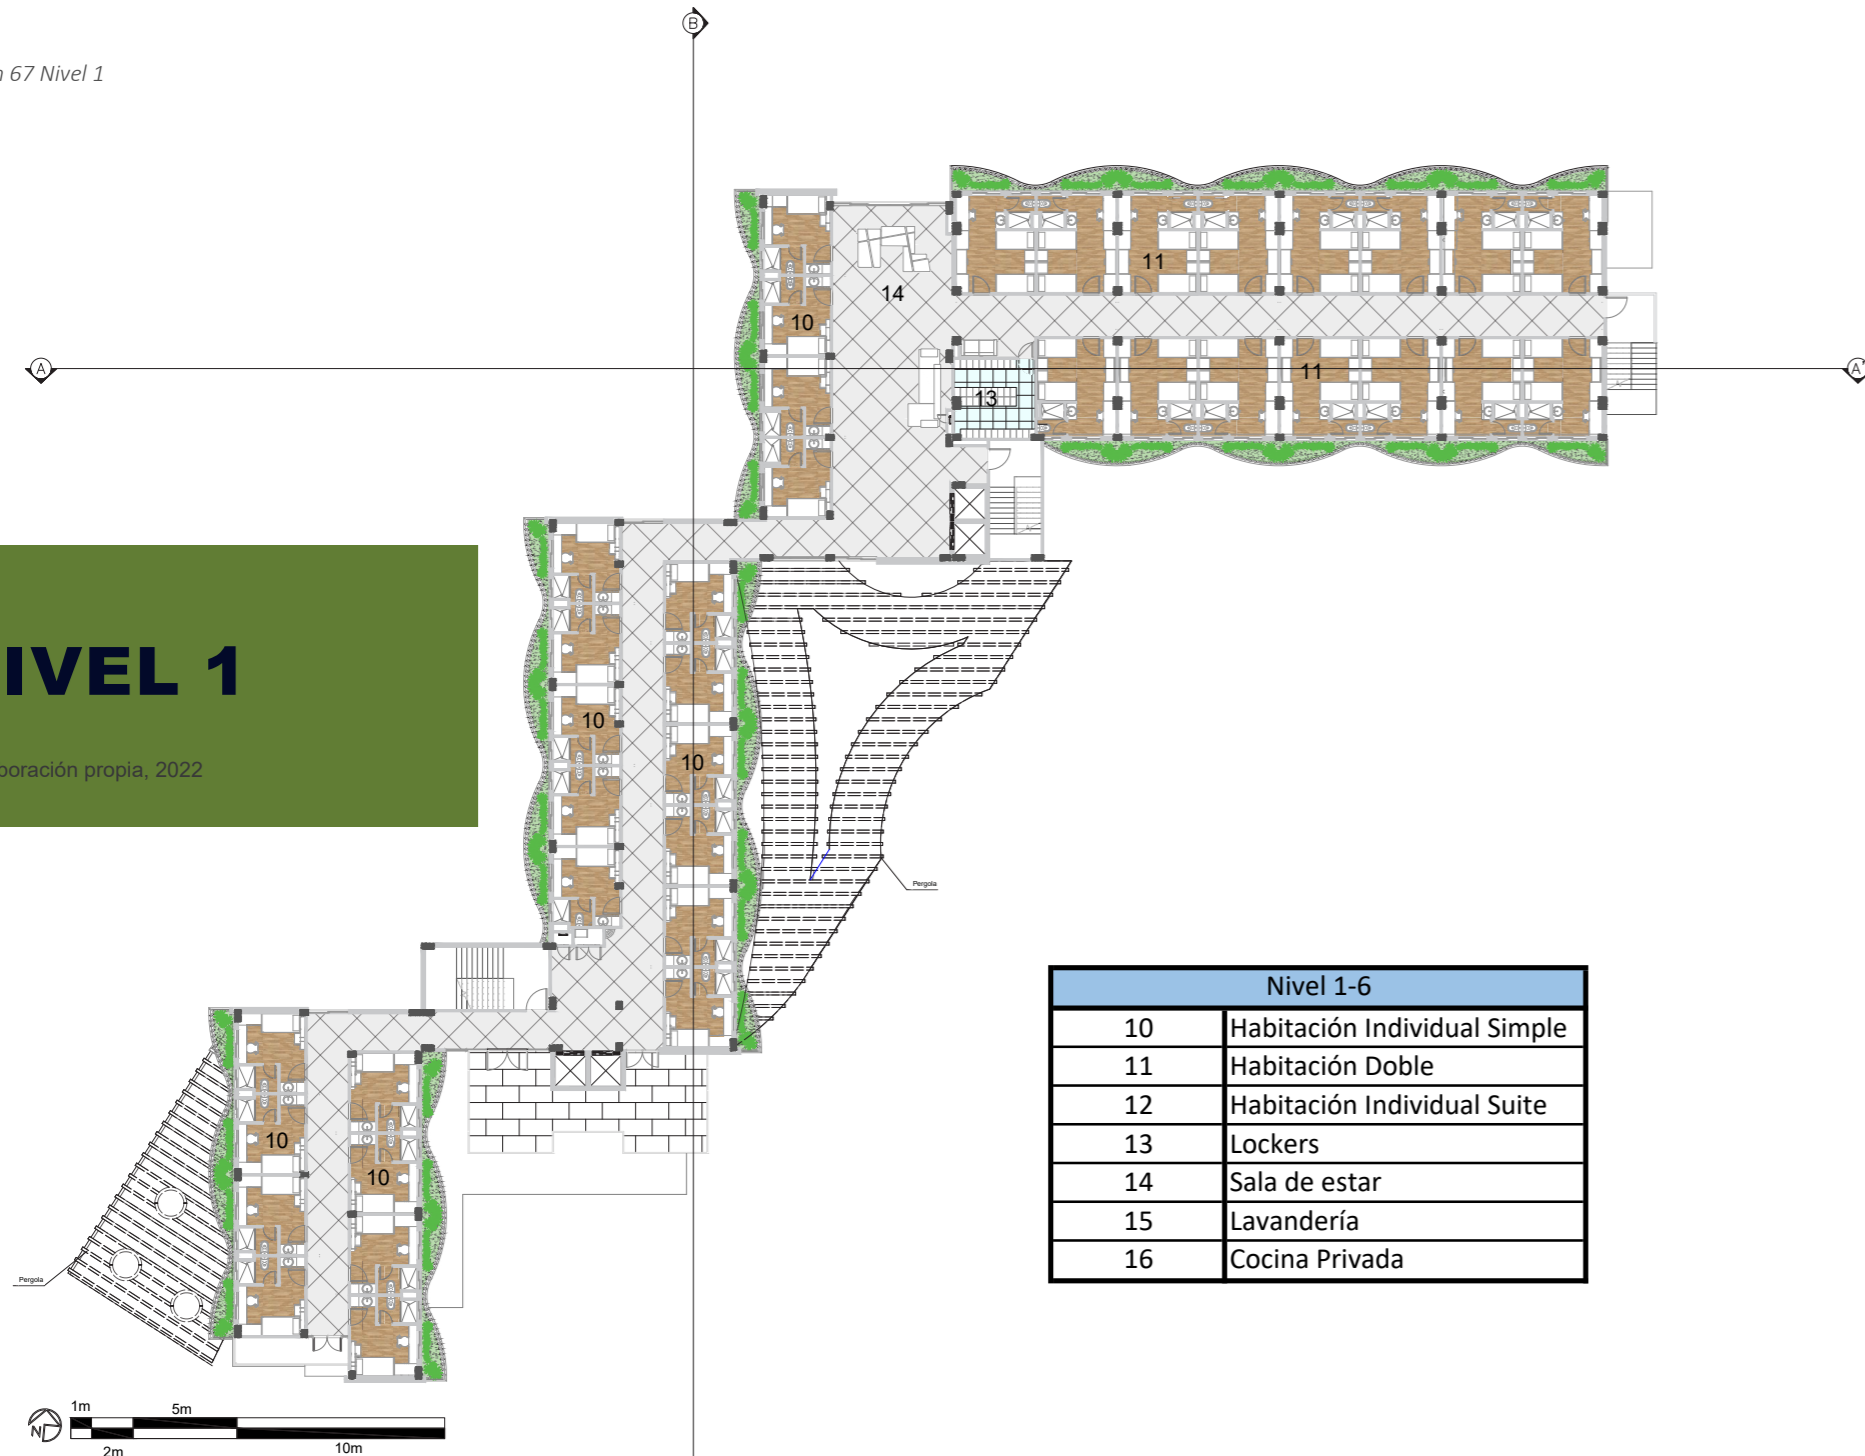 B
n 67 Nivel 1
11
14
10
A
A'
11
13
IVEL 1
10
10
boración propia, 2022
Pergola
Nivel 1-6
10 Habitación Individual Simple
11 Habitación Doble
12 Habitación Individual Suite
13 Lockers
14 Sala de estar
15 Lavandería
16 Cocina Privada
10
10
Pergola
1m 5m
N
2m 10m